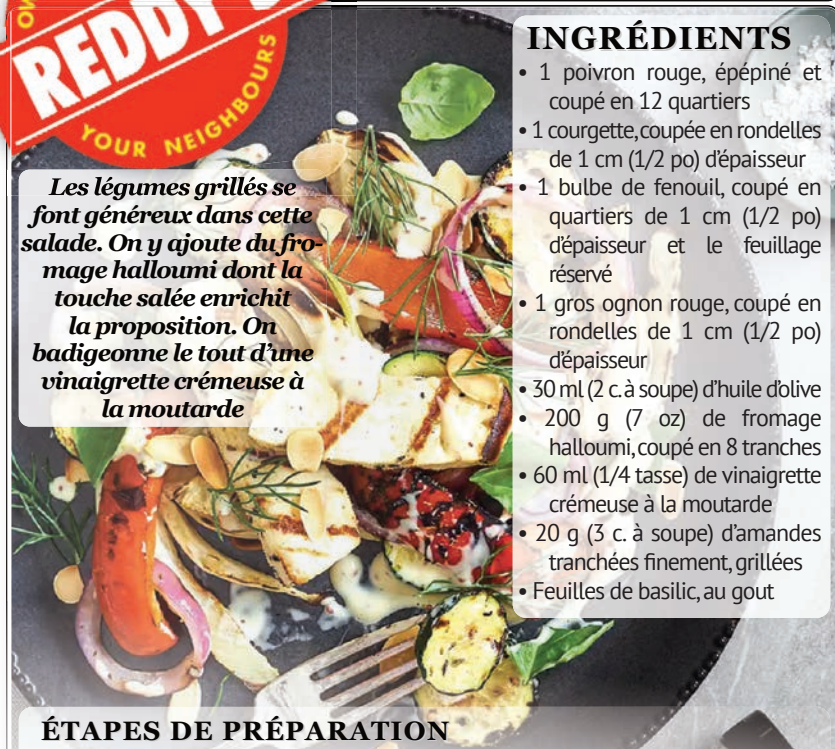 REDDY
YOUR NEIGHBOURS
Les légumes grillés se
font généreux dans cette
salade. On y ajoute du fro-
mage halloumi dont la
touche salée enrichit
la proposition. On
badigeonne le tout d'une
vinaigrette crémeuse à
la moutarde
INGRÉDIENTS
• 1 poivron rouge, épépiné et
coupé en 12 quartiers
• 1 courgette, coupée en rondelles
de 1 cm (1/2 po) d'épaisseur
• 1 bulbe de fenouil, coupé en
quartiers de 1 cm (1/2 po)
d'épaisseur et le feuillage
réservé
• 1 gros ognon rouge, coupé en
rondelles de 1 cm (1/2 po)
d'épaisseur
• 30 ml (2 c. à soupe) d'huile d'olive
• 200 g (7 oz) de fromage
halloumi, coupé en 8 tranches
• 60 ml (1/4 tasse) de vinaigrette
crémeuse à la moutarde
• 20 g (3 c. à soupe) d'amandes
tranchées finement, grillées
• Feuilles de basilic, au gout
ÉTAPES DE PRÉPARATION